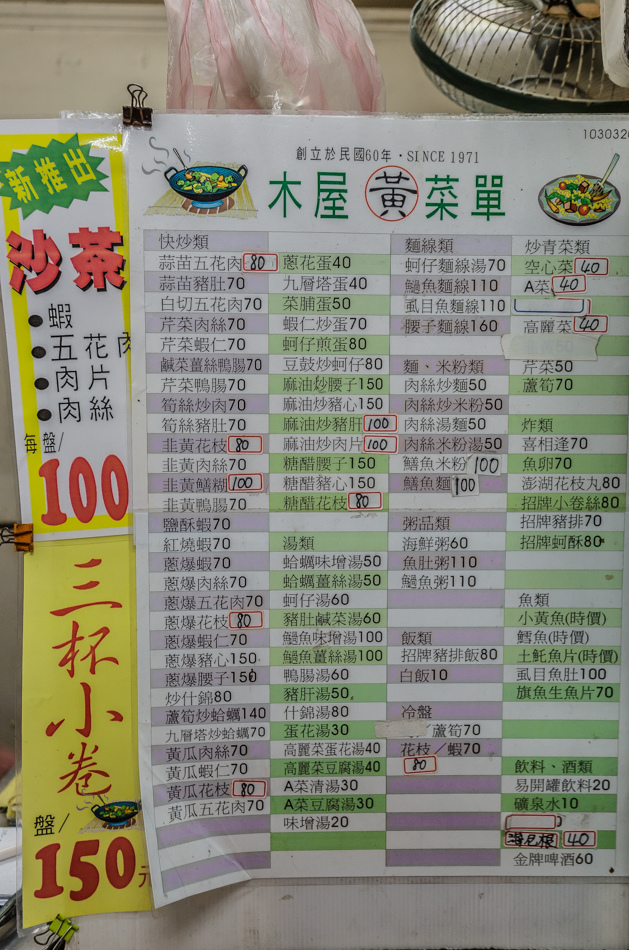 新推出
沙茶
●蝦
●五花肉
●肉片
●肉絲
每盤/
100
三杯小卷
盤/
150元
103032
創立於民國60年・SINCE 1971
木屋 黃 菜單
快炒類
蒜苗五花肉80
蒜苗豬肚70
白切五花肉70
芹菜肉絲70
芹菜蝦仁70
鹹菜薑絲鴨腸70
芹菜鴨腸70
筍絲炒肉70
筍絲豬肚70
韭黃花枝80
韭黃肉絲70
韭黃鱔糊100
韭黃鴨腸70
鹽酥蝦70
紅燒蝦70
蔥爆蝦70
蔥爆肉絲70
蔥爆五花肉70
蔥爆花枝80
蔥爆蝦仁70
蔥爆豬心150
蔥爆腰子150
炒什錦80
蘆筍炒蛤蠣140
九層塔炒蛤蠣70
黃瓜肉絲70
黃瓜蝦仁70
黃瓜花枝80
黃瓜五花肉70
蔥花蛋40
九層塔蛋40
菜脯蛋50
蝦仁炒蛋70
蚵仔煎蛋80
豆鼓炒蚵仔80
麻油炒腰子150
麻油炒豬心150
麻油炒豬肝100
麻油炒肉片100
糖醋腰子150
糖醋豬心150
糖醋花枝80
湯類
蛤蠣味增湯50
蛤蠣薑絲湯50
蚵仔湯60
豬肚鹹菜湯60
鮸魚味增湯100
鮸魚薑絲湯100
鴨腸湯60
豬肝湯50
什錦湯80
蛋花湯30
高麗菜蛋花湯40
高麗菜豆腐湯40
A菜清湯30
A菜豆腐湯30
味增湯20
麵線類
蚵仔麵線湯70
鮸魚麵線110
虱目魚麵線110
腰子麵線160
麵、米粉類
肉絲炒麵50
肉絲炒米粉50
肉絲湯麵50
肉絲米粉湯50
鱔魚米粉100
鱔魚麵100
粥品類
海鮮粥60
魚肚粥110
鮸魚粥110
飯類
招牌豬排飯80
白飯10
冷盤
蘆筍70
花枝／蝦70
80
炒青菜類
空心菜40
A菜40
高麗菜40
芹菜50
蘆筍70
炸類
喜相逢70
魚卵70
澎湖花枝丸80
招牌小卷絲80
招牌豬排70
招牌蚵酥80
魚類
小黃魚(時價)
鱈魚(時價)
土魠魚片(時價)
虱目魚肚100
旗魚生魚片70
飲料、酒類
易開罐飲料20
礦泉水10
海尼根 40
金牌啤酒60